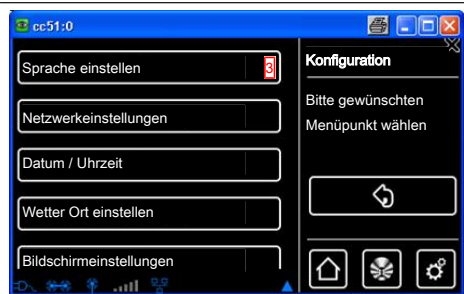 cc51:0
Sprache einstellen 3
Netzwerkeinstellungen
Datum / Uhrzeit
Wetter Ort einstellen
Bildschirmeinstellungen
Konfiguration
Bitte gewünschten
Menüpunkt wählen